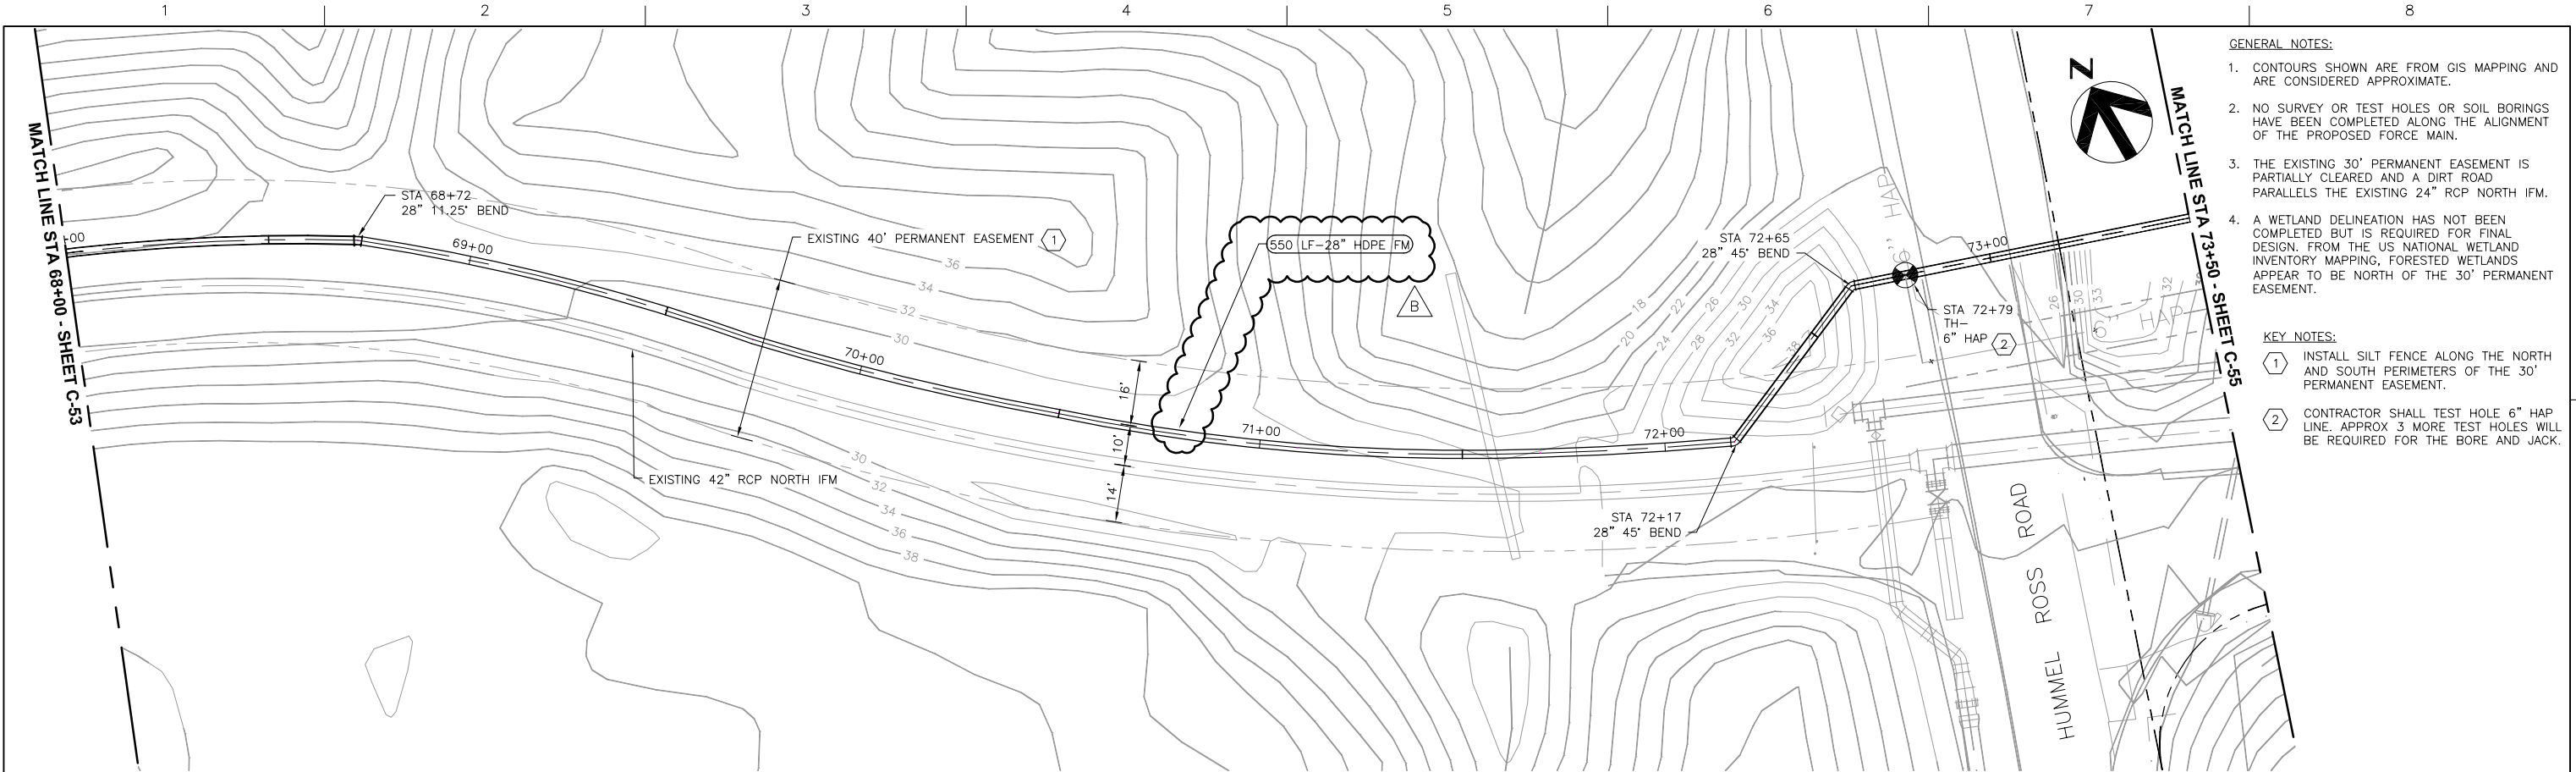 1 2 3 4 5 6 7 8
MATCH LINE STA 68+00 - SHEET C-53
+00
STA 68+72
28" 11.25° BEND
69+00
EXISTING 40' PERMANENT EASEMENT 1
36
34
32
30
70+00
EXISTING 42" RCP NORTH IFM
30
32
34
36
38
16'
10'
14'
550 LF-28" HDPE FM
B
71+00
72+00
STA 72+17
28" 45° BEND
STA 72+65
28" 45° BEND
18
20
22
24
26
28
30
32
34
36
38
HAP
6"
73+00
STA 72+79
TH-
6" HAP 2
26
30
33
32
HAP
HUMMEL ROSS ROAD
N
MATCH LINE STA 73+50 - SHEET C-55
GENERAL NOTES:
1. CONTOURS SHOWN ARE FROM GIS MAPPING AND
ARE CONSIDERED APPROXIMATE.
2. NO SURVEY OR TEST HOLES OR SOIL BORINGS
HAVE BEEN COMPLETED ALONG THE ALIGNMENT
OF THE PROPOSED FORCE MAIN.
3. THE EXISTING 30' PERMANENT EASEMENT IS
PARTIALLY CLEARED AND A DIRT ROAD
PARALLELS THE EXISTING 24" RCP NORTH IFM.
4. A WETLAND DELINEATION HAS NOT BEEN
COMPLETED BUT IS REQUIRED FOR FINAL
DESIGN. FROM THE US NATIONAL WETLAND
INVENTORY MAPPING, FORESTED WETLANDS
APPEAR TO BE NORTH OF THE 30' PERMANENT
EASEMENT.
KEY NOTES:
1 INSTALL SILT FENCE ALONG THE NORTH
AND SOUTH PERIMETERS OF THE 30'
PERMANENT EASEMENT.
2 CONTRACTOR SHALL TEST HOLE 6" HAP
LINE. APPROX 3 MORE TEST HOLES WILL
BE REQUIRED FOR THE BORE AND JACK.